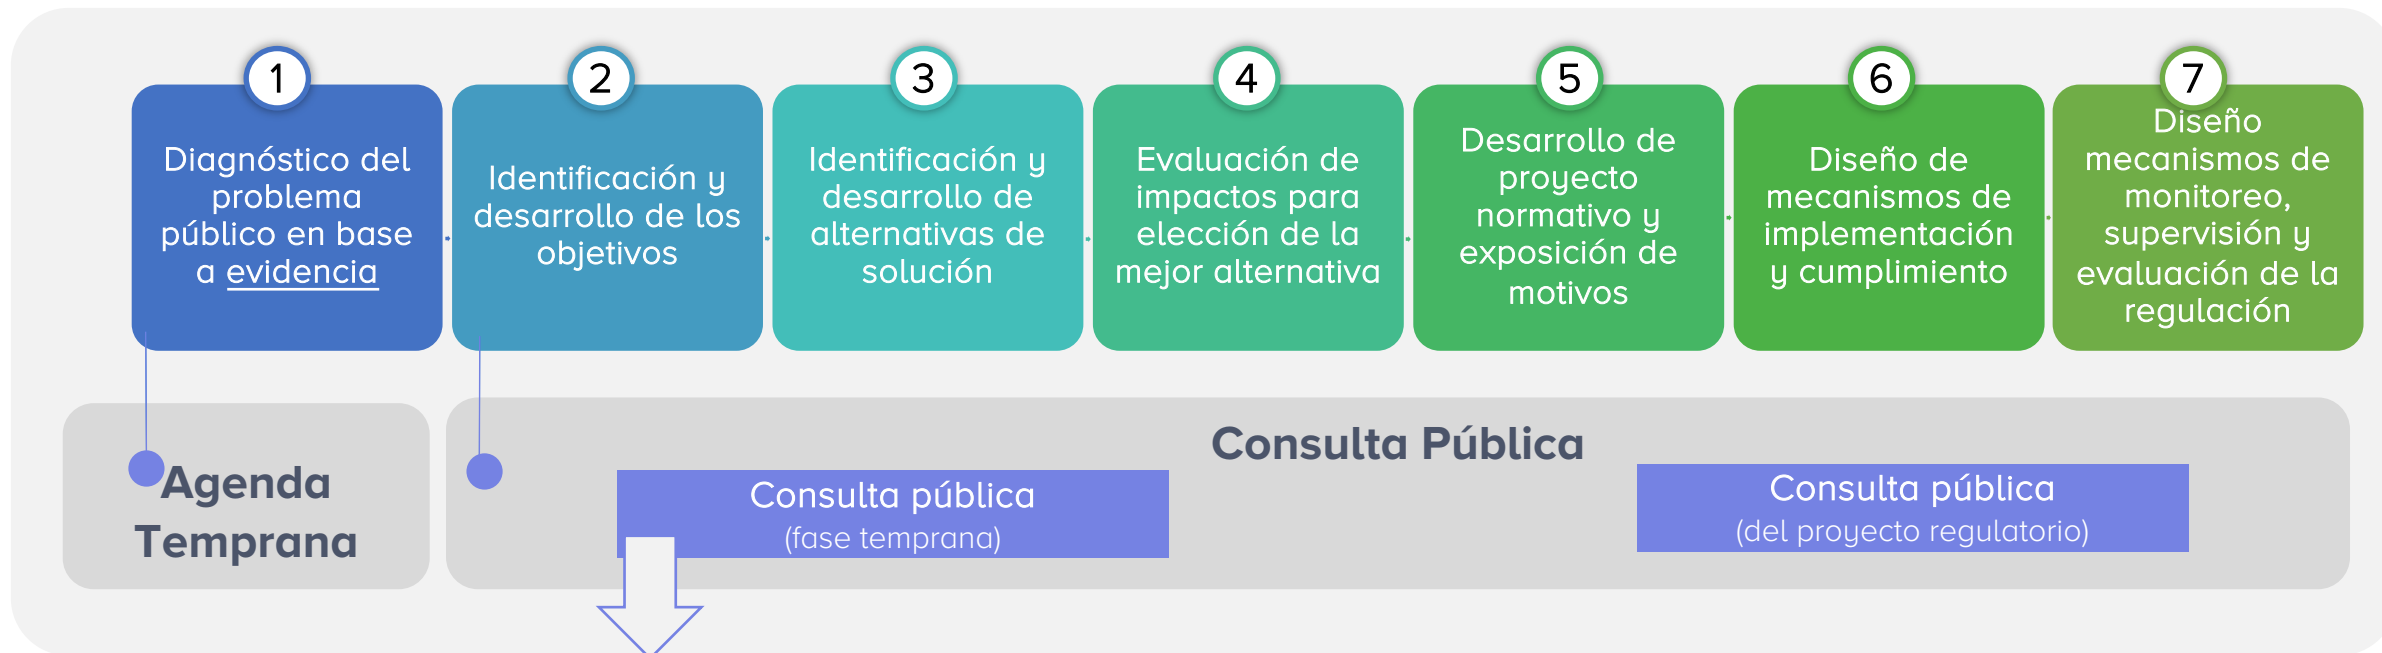 1
Diagnóstico del
problema
público en base
a evidencia
2
Identificación y
desarrollo de los
objetivos
3
Identificación y
desarrollo de
alternativas de
solución
4
Evaluación de
impactos para
elección de la
mejor alternativa
5
Desarrollo de
proyecto
normativo y
exposición de
motivos
6
Diseño de
mecanismos de
implementación
y cumplimiento
7
Diseño
mecanismos de
monitoreo,
supervisión y
evaluación de la
regulación
Agenda
Temprana
Consulta Pública
Consulta pública
(fase temprana)
Consulta pública
(del proyecto regulatorio)